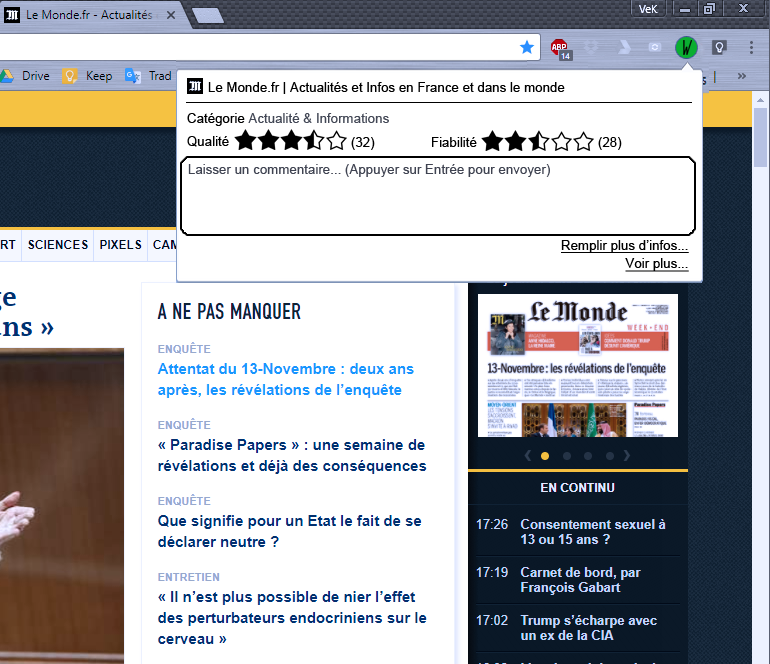 VeK
Le Monde.fr - Actualités
ABP
14
W
Drive
Keep
Trad
»
M Le Monde.fr | Actualités et Infos en France et dans le monde
Catégorie Actualité & Informations
Qualité (32)
Fiabilité (28)
Laisser un commentaire... (Appuyer sur Entrée pour envoyer)
Remplir plus d'infos...
Voir plus...
RT SCIENCES PIXELS CAM
ge
ans »
A NE PAS MANQUER
ENQUÊTE
Attentat du 13-Novembre : deux ans
après, les révélations de l'enquête
ENQUÊTE
« Paradise Papers » : une semaine de
révélations et déjà des conséquences
ENQUÊTE
Que signifie pour un Etat le fait de se
déclarer neutre ?
ENTRETIEN
« Il n'est plus possible de nier l'effet
des perturbateurs endocriniens sur le
cerveau »
Le Monde
WEEK-END
13-Novembre : les révélations de l'enquête
Paradise Papers
EN CONTINU
17:26 Consentement sexuel à
13 ou 15 ans ?
17:19 Carnet de bord, par
François Gabart
17:02 Trump s'écharpe avec
un ex de la CIA